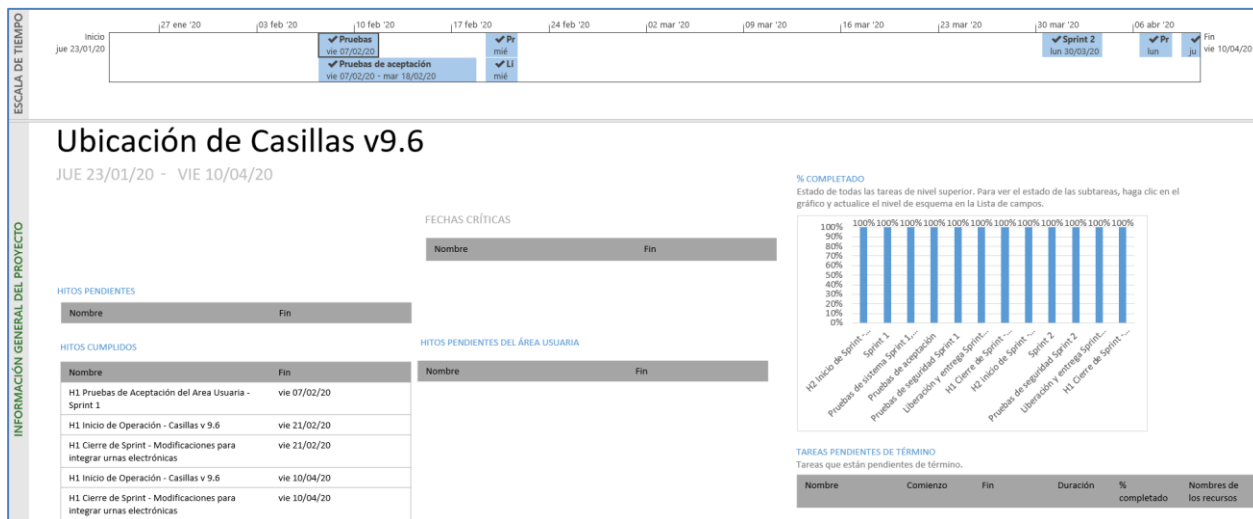 ESCALA DE TIEMPO
27 ene '20 03 feb '20 10 feb '20 17 feb '20 24 feb '20 02 mar '20 09 mar '20 16 mar '20 23 mar '20 30 mar '20 06 abr '20
Inicio
jue 23/01/20
✔ Pruebas
vie 07/02/20
✔ Pr
mié
✔ Pruebas de aceptación
vie 07/02/20 - mar 18/02/20
✔ Li
mié
✔ Sprint 2
lun 30/03/20
✔ Pr
lun
✔
ju
Fin
vie 10/04/20
INFORMACIÓN GENERAL DEL PROYECTO
Ubicación de Casillas v9.6
JUE 23/01/20 - VIE 10/04/20
HITOS PENDIENTES
Nombre Fin
HITOS CUMPLIDOS
Nombre Fin
H1 Pruebas de Aceptación del Area Usuaria - vie 07/02/20
Sprint 1
H1 Inicio de Operación - Casillas v 9.6 vie 21/02/20
H1 Cierre de Sprint - Modificaciones para vie 21/02/20
integrar urnas electrónicas
H1 Inicio de Operación - Casillas v 9.6 vie 10/04/20
H1 Cierre de Sprint - Modificaciones para vie 10/04/20
integrar urnas electrónicas
FECHAS CRÍTICAS
Nombre Fin
HITOS PENDIENTES DEL ÁREA USUARIA
Nombre Fin
% COMPLETADO
Estado de todas las tareas de nivel superior. Para ver el estado de las subtareas, haga clic en el
gráfico y actualice el nivel de esquema en la Lista de campos.
100% 100% 100% 100% 100% 100% 100% 100% 100% 100% 100% 100%
100%
90%
80%
70%
60%
50%
40%
30%
20%
10%
0%
H2 Inicio de Sprint -...
Sprint 1
Pruebas de sistema Sprint 1,...
Pruebas de aceptación
Pruebas de seguridad Sprint 1
Liberación y entrega Sprint...
H1 Cierre de Sprint -...
H2 inicio de Sprint -...
Sprint 2
Pruebas de seguridad Sprint 2
Liberación y entrega Sprint...
H1 Cierre de Sprint -...
TAREAS PENDIENTES DE TÉRMINO
Tareas que están pendientes de término.
Nombre Comienzo Fin Duración % completado Nombres de los recursos